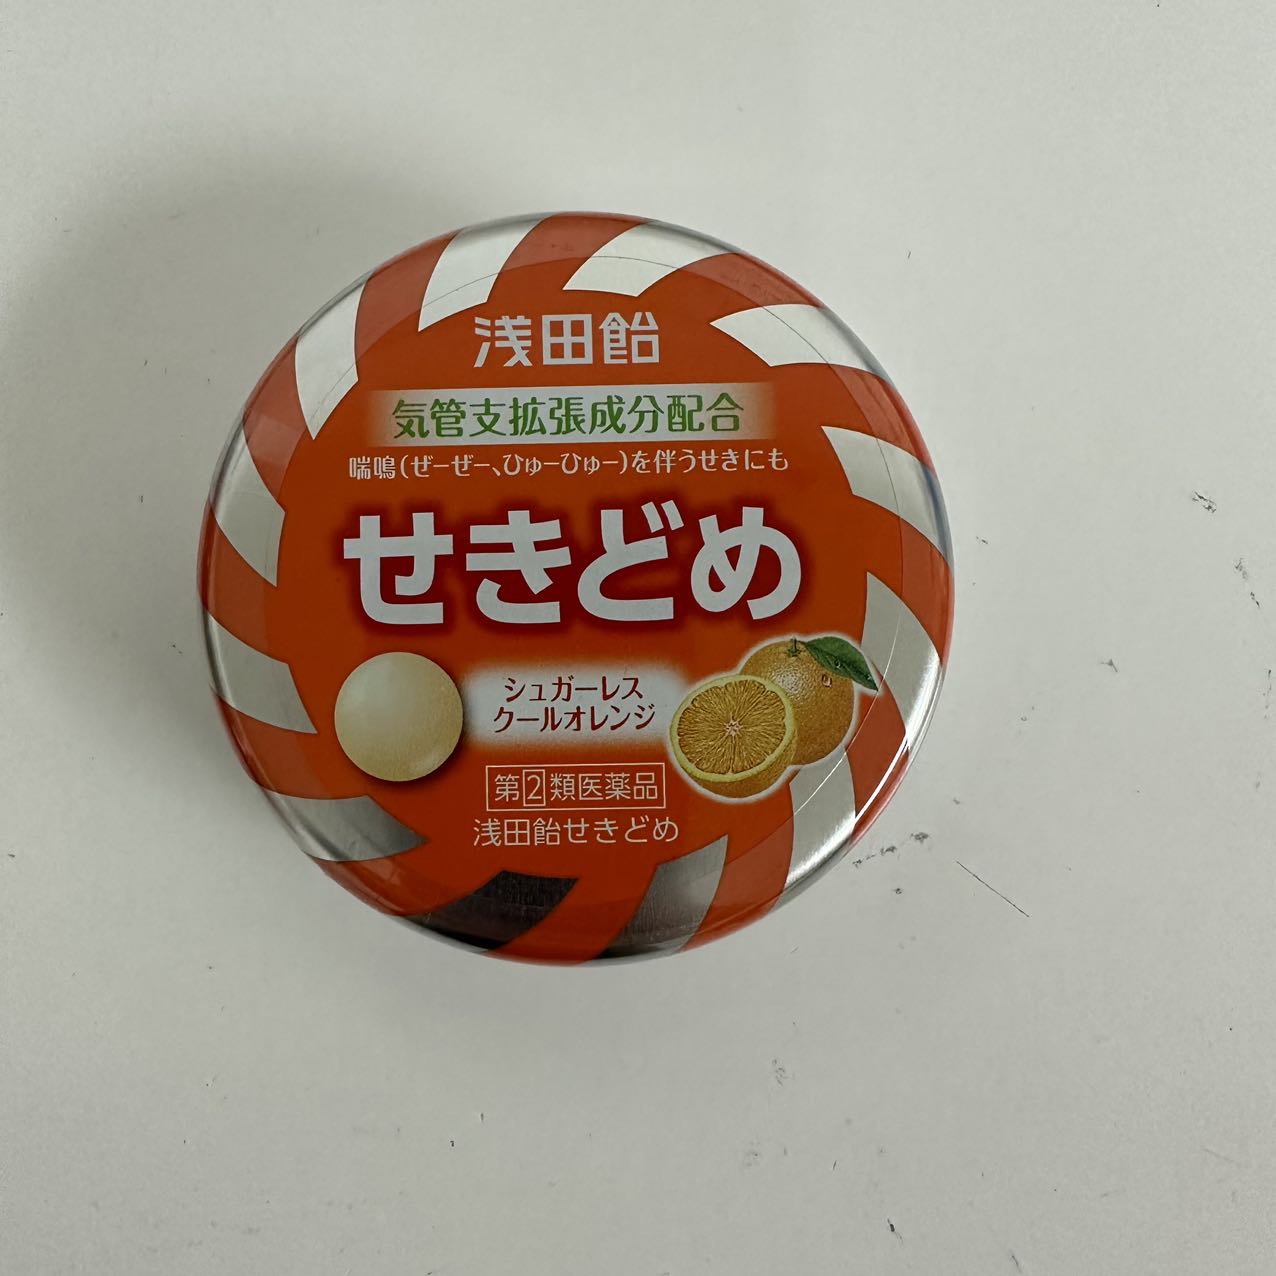 浅田飴
気管支拡張成分配合
喘鳴(ぜーぜー、ひゅーひゅー)を伴うせきにも
せきどめ
シュガーレス
クールオレンジ
第②類医薬品
浅田飴せきどめ